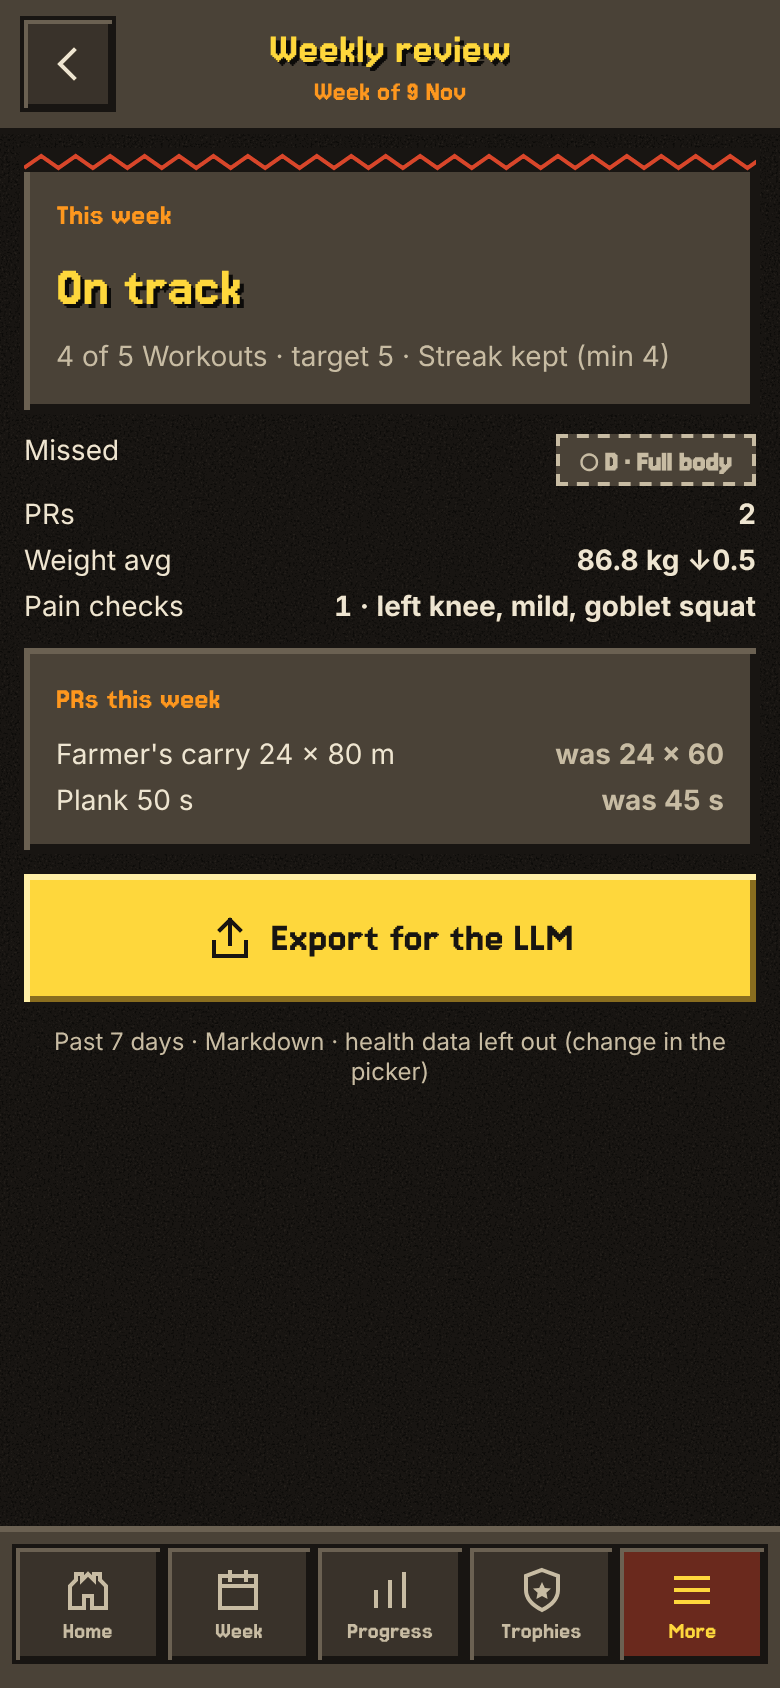 Weekly review
Week of 9 Nov
This week
On track
4 of 5 Workouts · target 5 · Streak kept (min 4)
Missed
D · Full body
PRs 2
Weight avg 86.8 kg ↓0.5
Pain checks 1 · left knee, mild, goblet squat
PRs this week
Farmer's carry 24 × 80 m was 24 × 60
Plank 50 s was 45 s
Export for the LLM
Past 7 days · Markdown · health data left out (change in the
picker)
Home Week Progress Trophies More